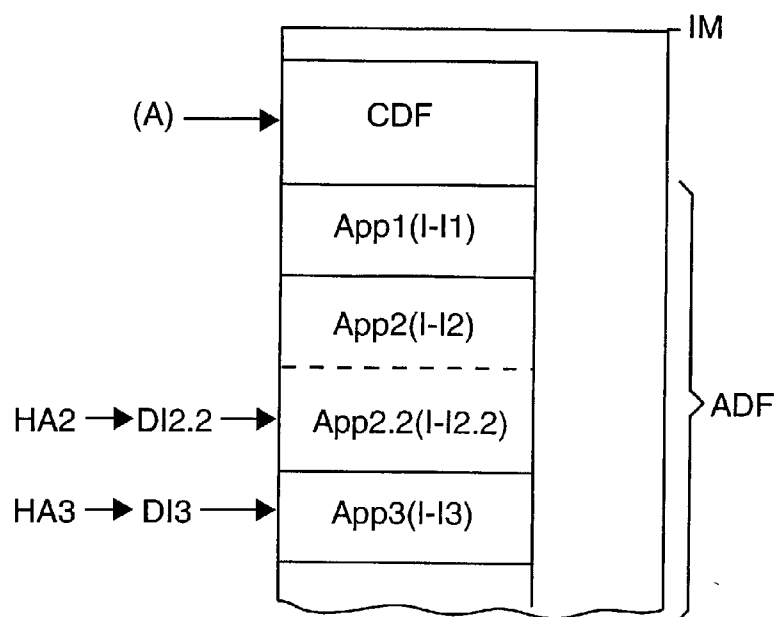 IM
(A)
CDF
App1(I-I1)
App2(I-I2)
HA2 DI2.2 App2.2(I-I2.2)
ADF
HA3 DI3 App3(I-I3)